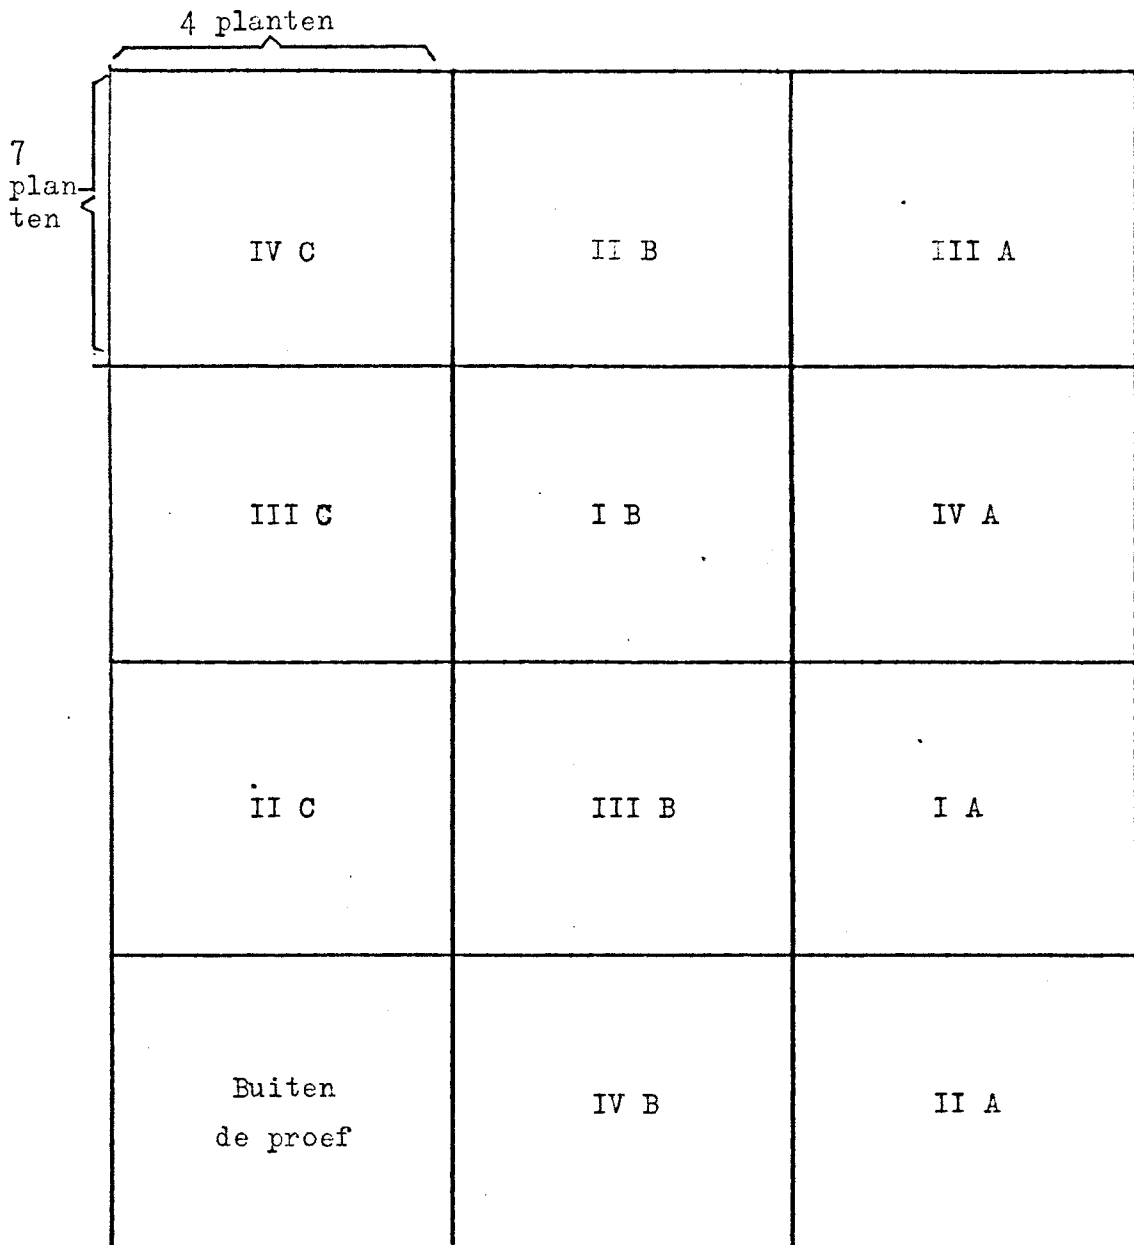 4 planten
7
plan-
ten
IV C
II B
III A
III C
I B
IV A
II C
III B
I A
Buiten
de proef
IV B
II A